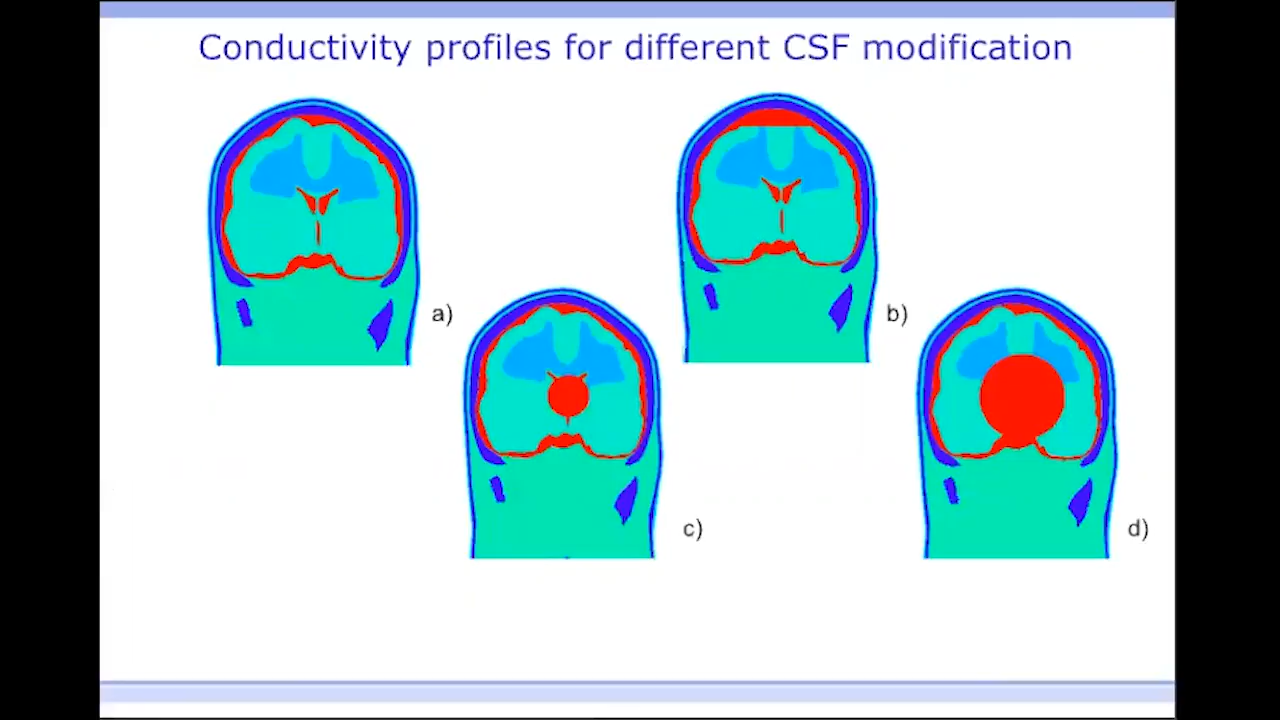 Conductivity profiles for different CSF modification
a)
b)
c)
d)